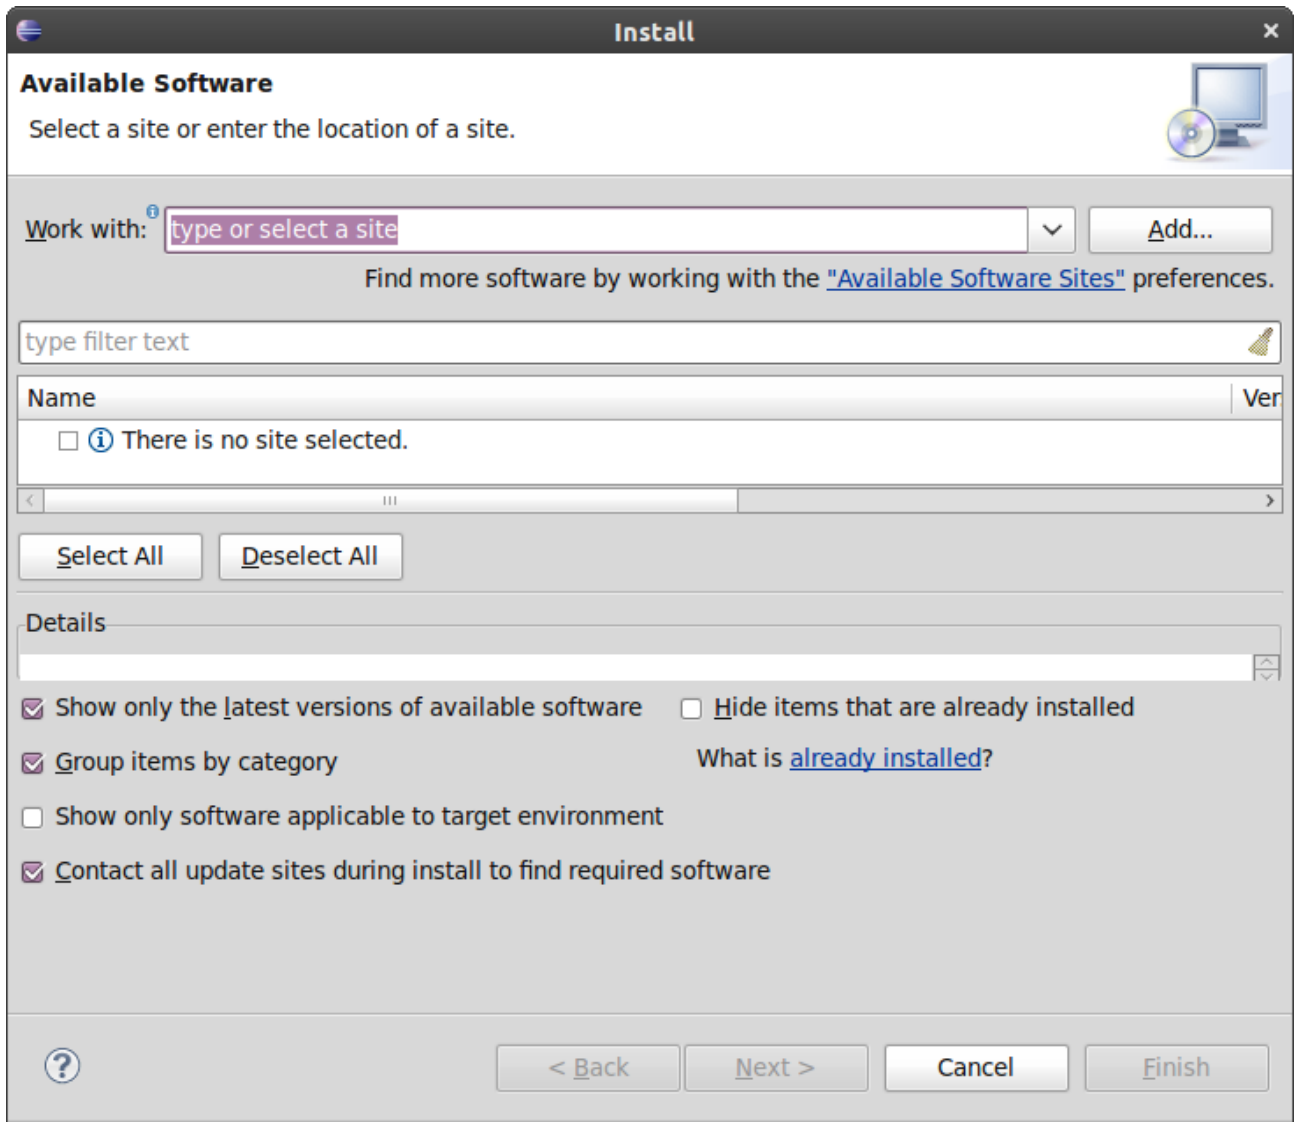 Install
Available Software
Select a site or enter the location of a site.
Work with: type or select a site Add...
Find more software by working with the "Available Software Sites" preferences.
type filter text
Name Ver
There is no site selected.
Select All Deselect All
Details
Show only the latest versions of available software Hide items that are already installed
Group items by category What is already installed?
Show only software applicable to target environment
Contact all update sites during install to find required software
< Back Next > Cancel Finish